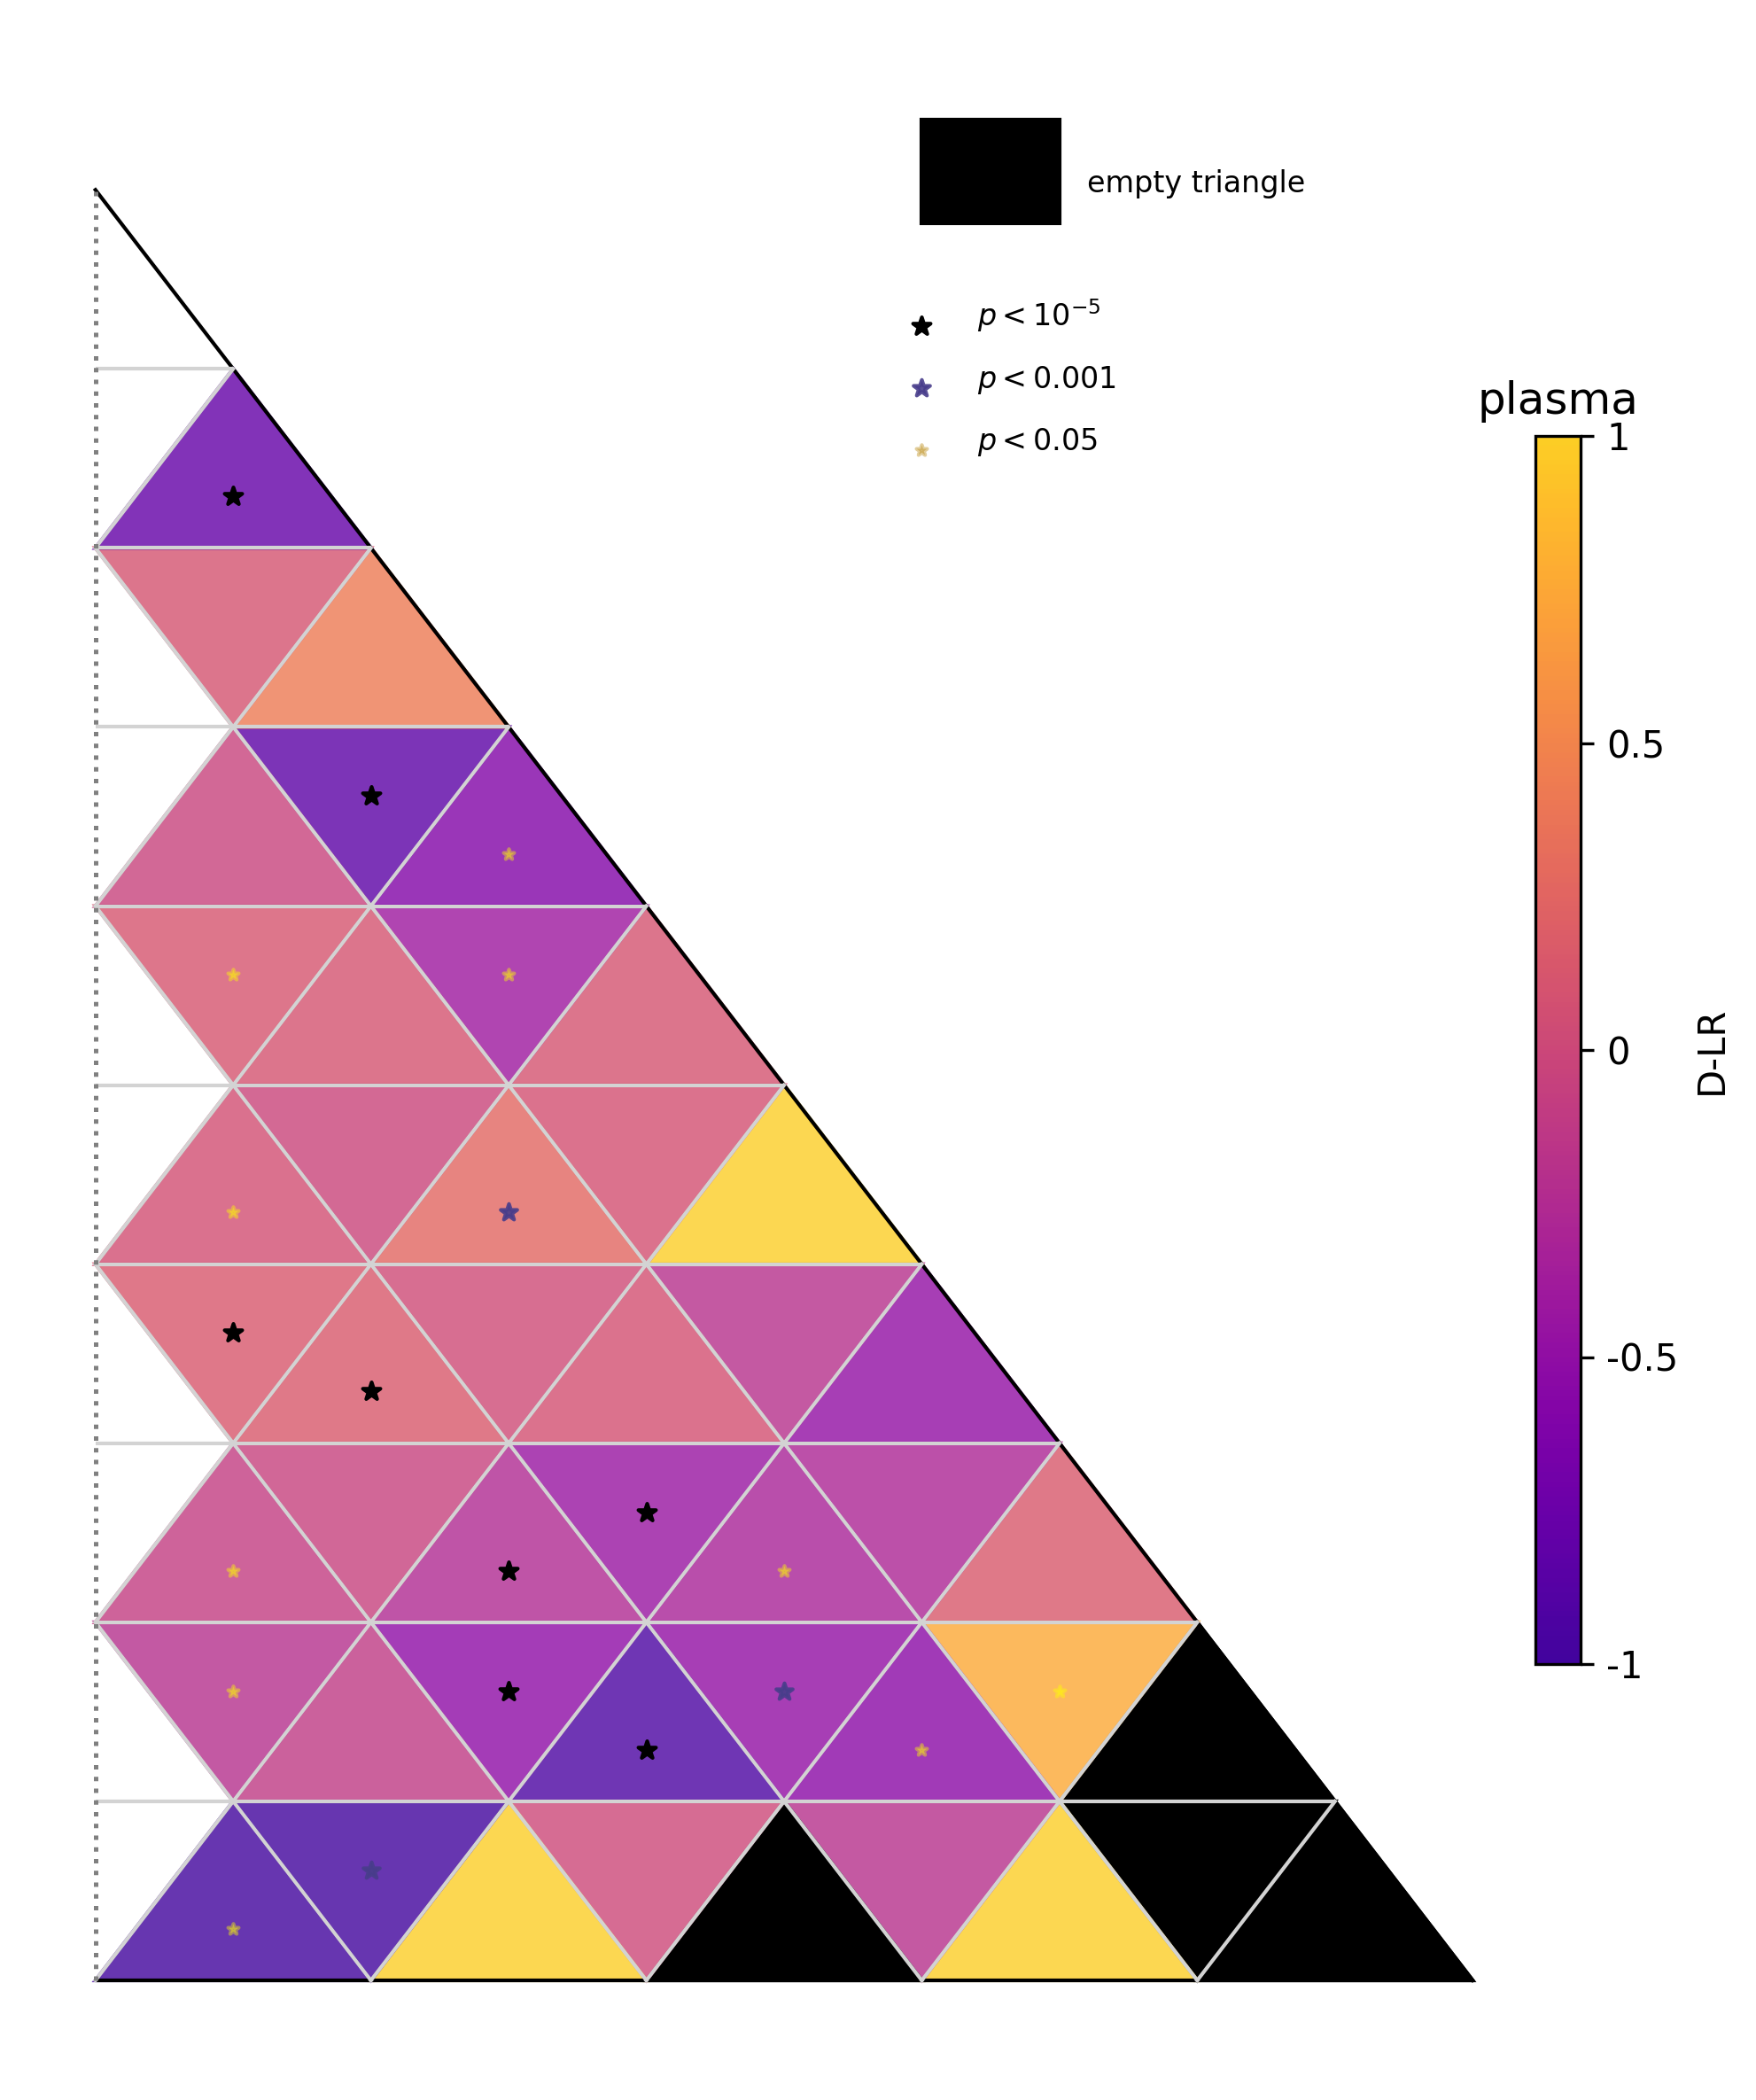 empty triangle
p < 10⁻⁵
p < 0.001
p < 0.05
plasma
1
0.5
0
-0.5
-1
D-LR